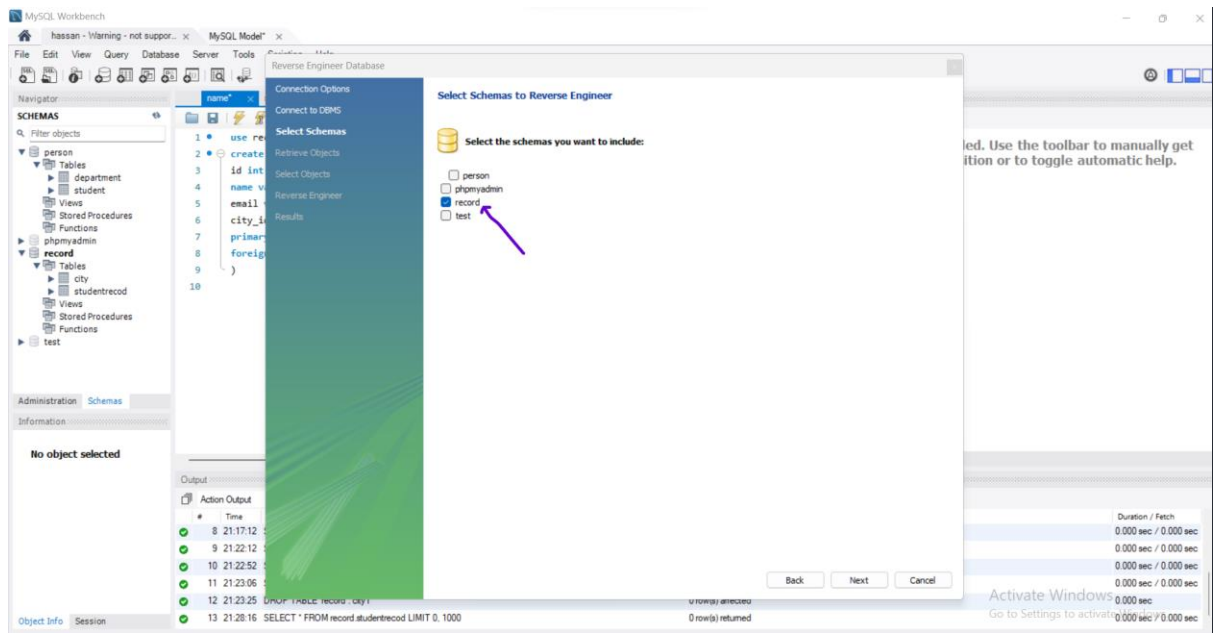 MySQL Workbench
hassan - Warning - not suppor... × MySQL Model* ×
File Edit View Query Database Server Tools Scripting Help
Navigator
SCHEMAS
Filter objects
person
Tables
department
student
Views
Stored Procedures
Functions
phpmyadmin
record
Tables
city
studentrecod
Views
Stored Procedures
Functions
test
Administration Schemas
Information
No object selected
Object Info Session
name* ×
1 use re
2 create
3 id int
4 name v
5 email
6 city_i
7 primar
8 foreig
9 )
10
Reverse Engineer Database
Connection Options
Connect to DBMS
Select Schemas
Retrieve Objects
Select Objects
Reverse Engineer
Results
Select Schemas to Reverse Engineer
Select the schemas you want to include:
person
phpmyadmin
record
test
Back Next Cancel
led. Use the toolbar to manually get
ition or to toggle automatic help.
Output
Action Output
# Time Duration / Fetch
8 21:17:12 0.000 sec / 0.000 sec
9 21:22:12 0.000 sec / 0.000 sec
10 21:22:52 0.000 sec / 0.000 sec
11 21:23:06 0.000 sec / 0.000 sec
12 21:23:25 DROP TABLE `record`.`city1` 0 row(s) affected 0.000 sec
13 21:28:16 SELECT * FROM record.studentrecod LIMIT 0, 1000 0 row(s) returned 0.000 sec / 0.000 sec
Activate Windows
Go to Settings to activate Windows.